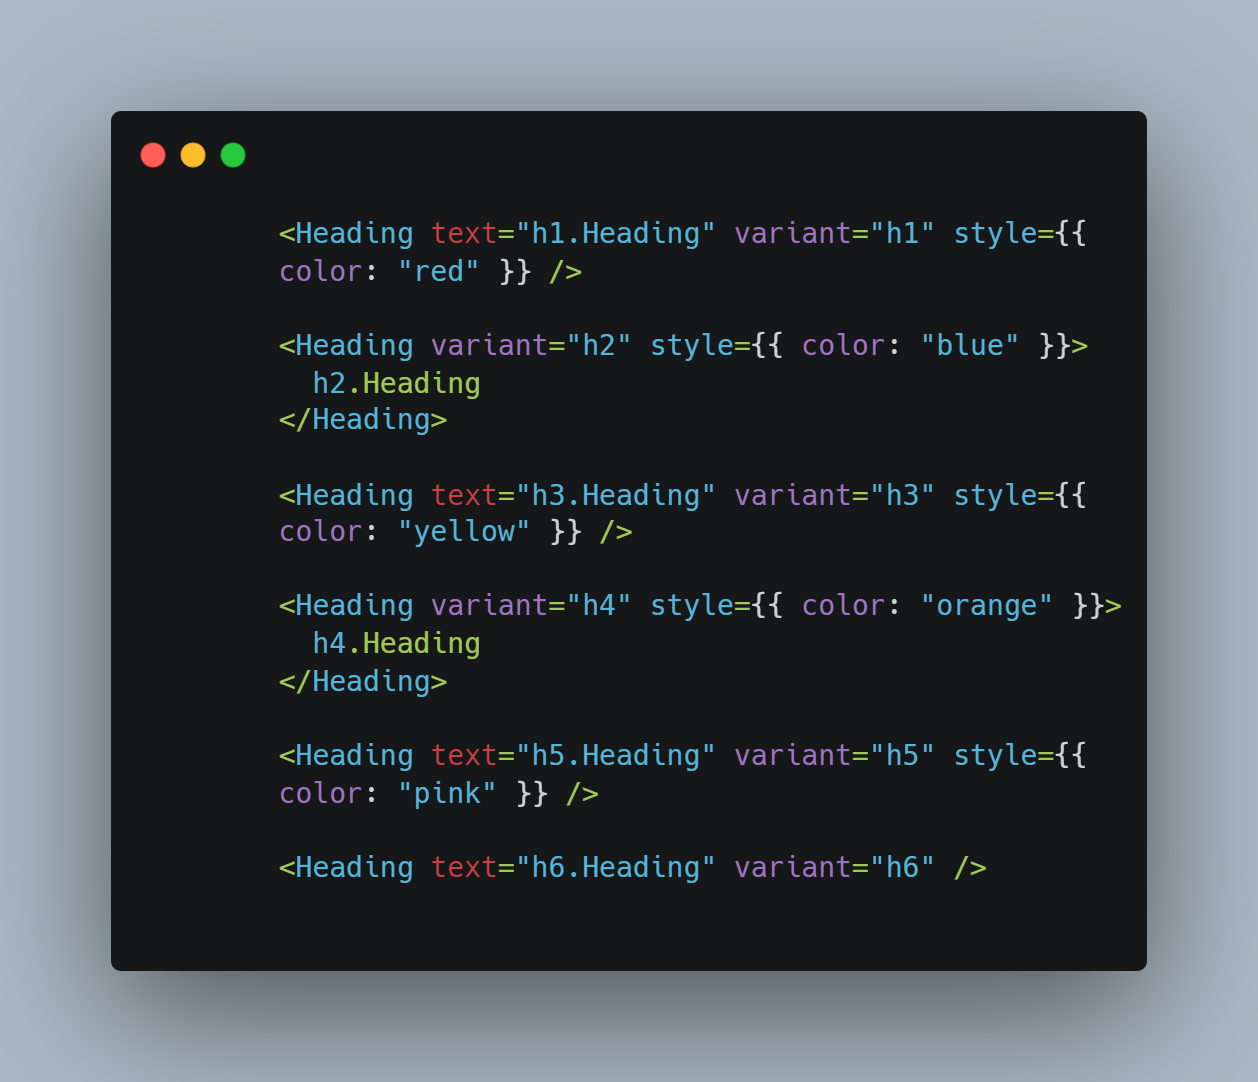 <Heading text="h1.Heading" variant="h1" style={{
color: "red" }} />
<Heading variant="h2" style={{ color: "blue" }}>
h2.Heading
</Heading>
<Heading text="h3.Heading" variant="h3" style={{
color: "yellow" }} />
<Heading variant="h4" style={{ color: "orange" }}>
h4.Heading
</Heading>
<Heading text="h5.Heading" variant="h5" style={{
color: "pink" }} />
<Heading text="h6.Heading" variant="h6" />